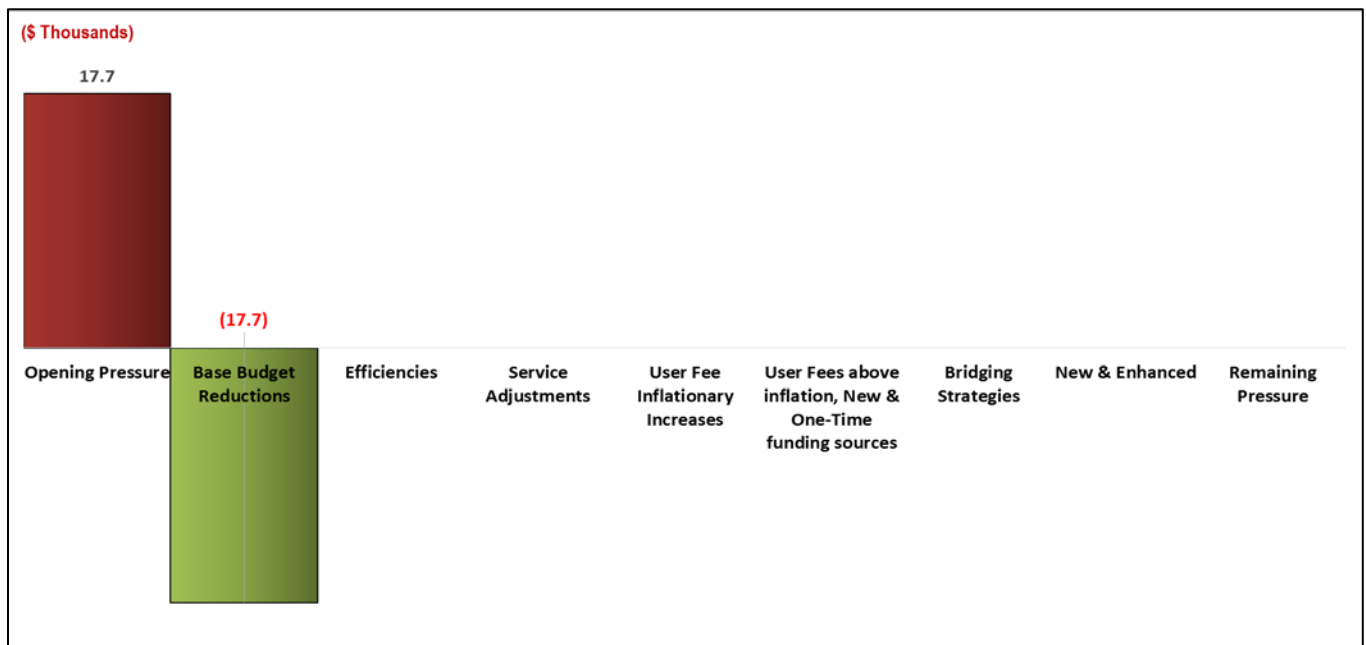 ($ Thousands)
17.7
(17.7)
Opening Pressure
Base Budget
Reductions
Efficiencies
Service
Adjustments
User Fee
Inflationary
Increases
User Fees above
inflation, New &
One-Time
funding sources
Bridging
Strategies
New & Enhanced
Remaining
Pressure